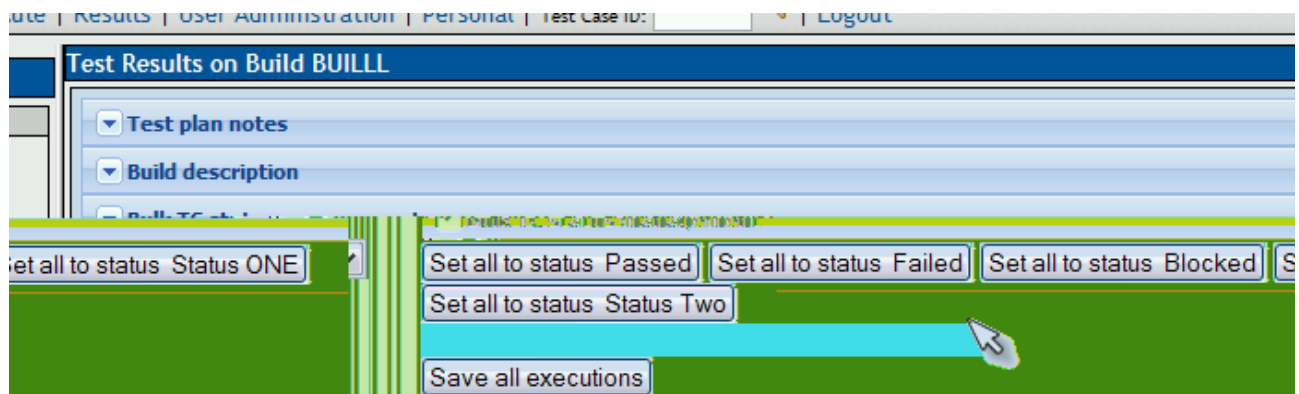 | Results | User Administration | Personal | Test Case ID: | Logout
Test Results on Build BUILLL
Test plan notes
Build description
Set all to status Status ONE
Set all to status Passed Set all to status Failed Set all to status Blocked
Set all to status Status Two
Save all executions